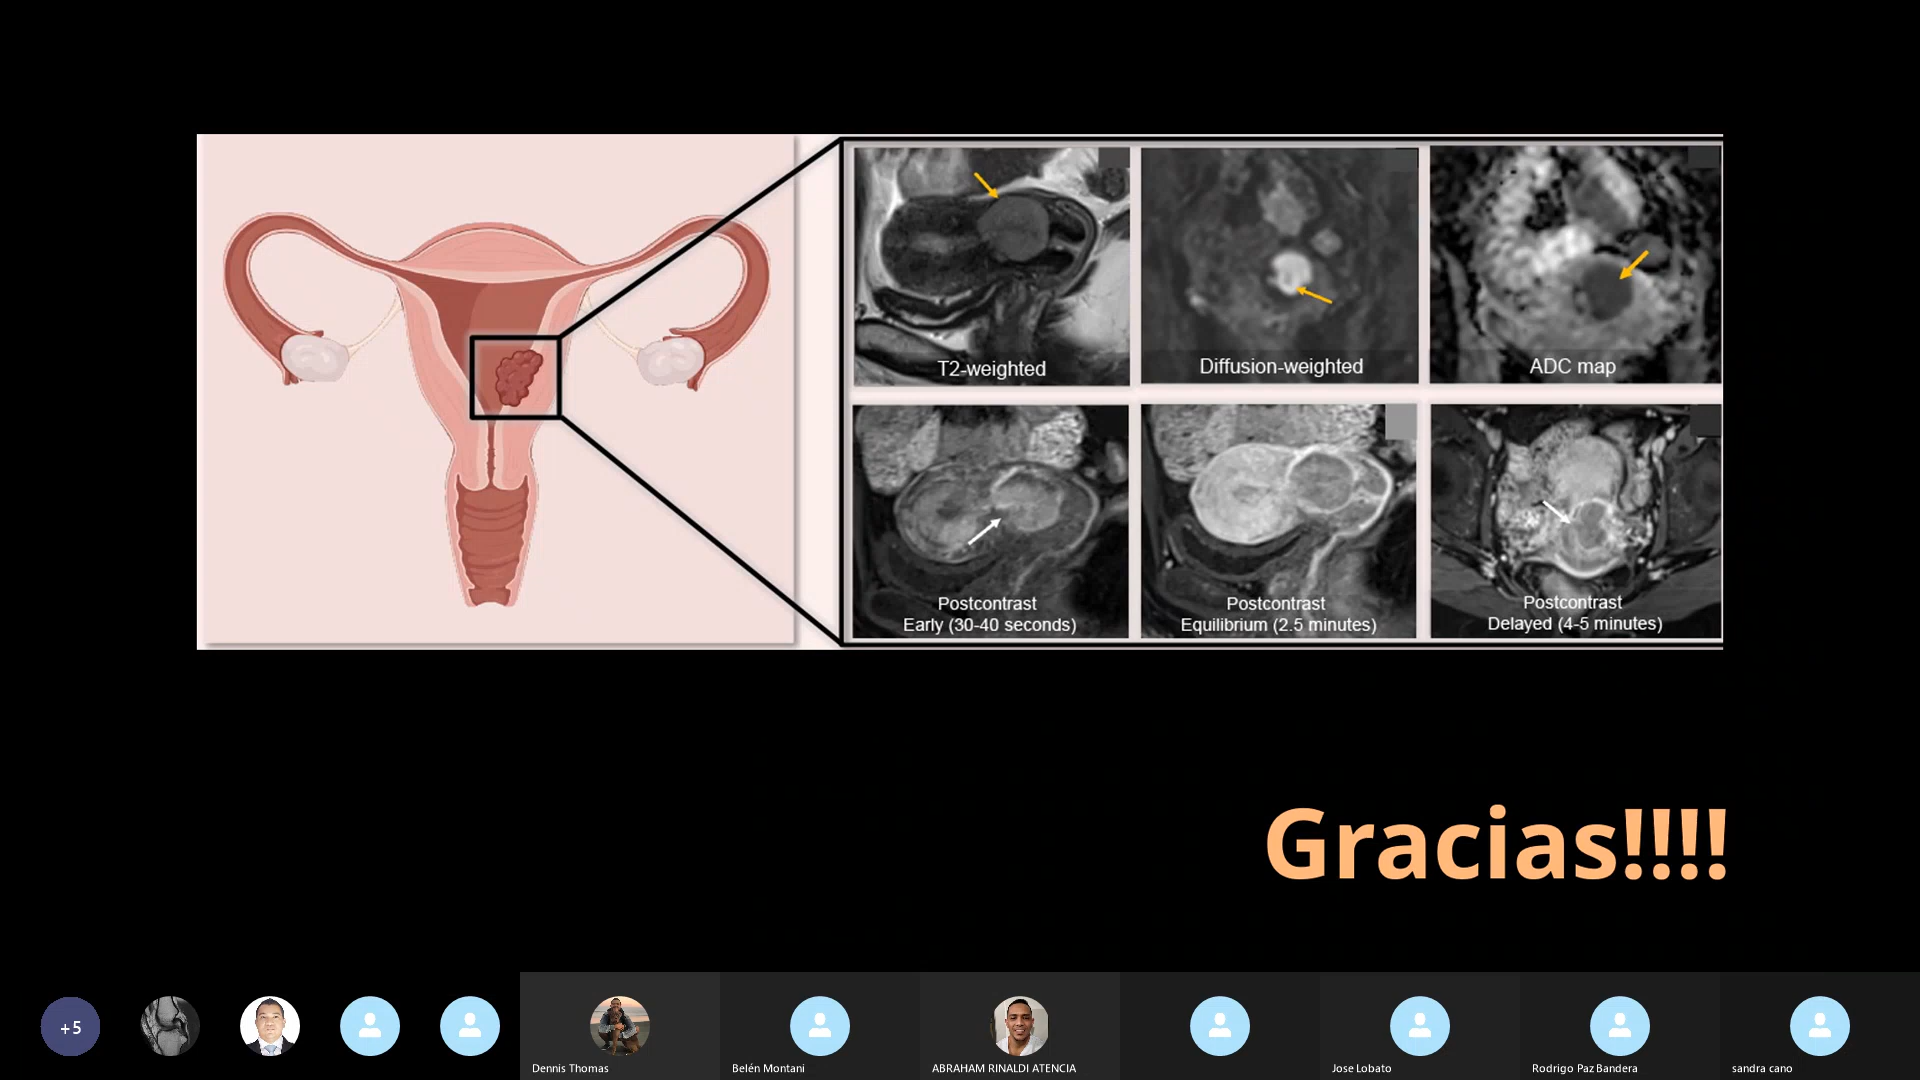 T2-weighted
Diffusion-weighted
ADC map
Postcontrast
Early (30-40 seconds)
Postcontrast
Equilibrium (2.5 minutes)
Postcontrast
Delayed (4-5 minutes)
Gracias!!!!
+5
Dennis Thomas
Belén Montani
ABRAHAM RINALDI ATENCIA
Jose Lobato
Rodrigo Paz Bandera
sandra cano